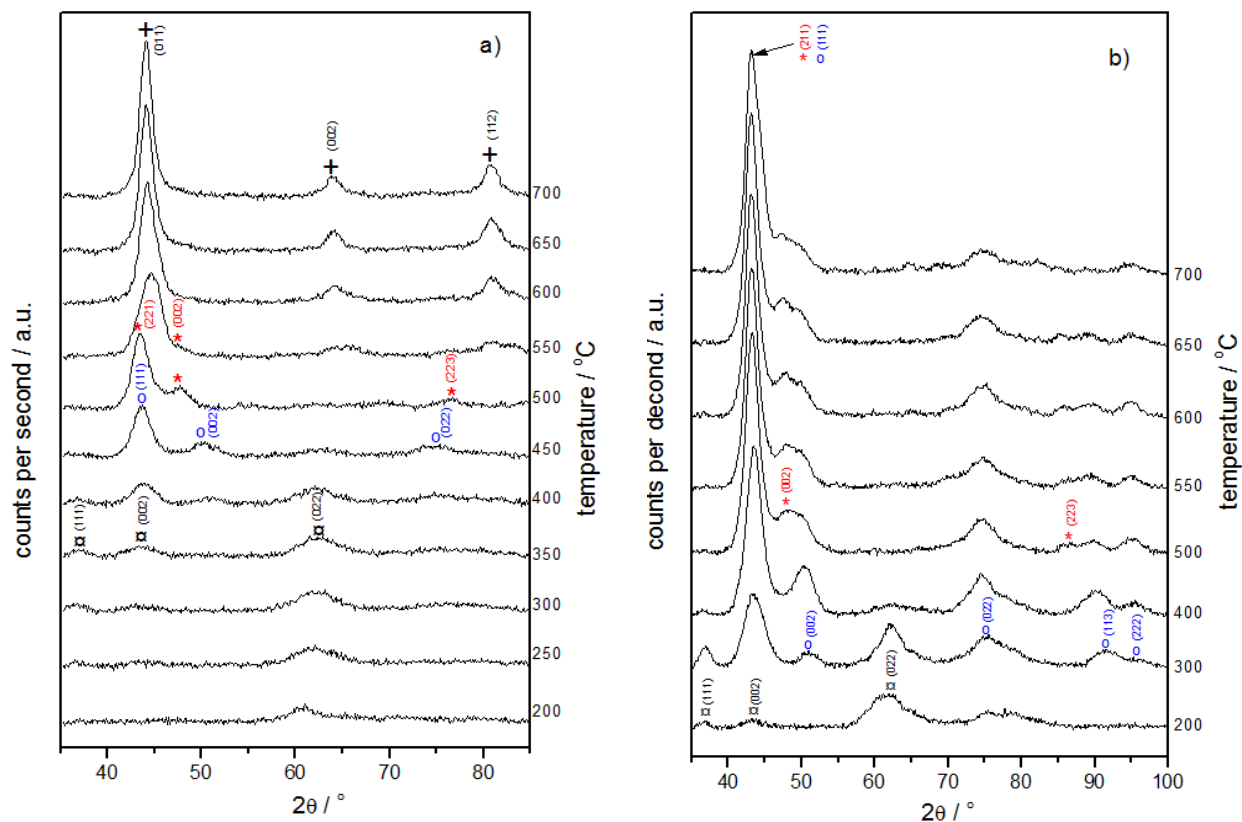 a)
+
(011)
+ (002)
+ (112)
700
650
600
* (221)
* (002)
550
*
* (223)
500
o (111)
o (002)
o (022)
450
400
¤ (111)
¤ (002)
¤ (022)
350
300
250
200
40 50 60 70 80
2θ / °
counts per second / a.u.
temperature / °C
b)
* (211)
o (111)
700
650
600
550
* (002)
* (223)
500
400
o (002)
o (022)
o (113)
o (222)
300
¤ (111)
¤ (002)
¤ (022)
200
40 50 60 70 80 90 100
2θ / °
counts per decond / a.u.
temperature / °C